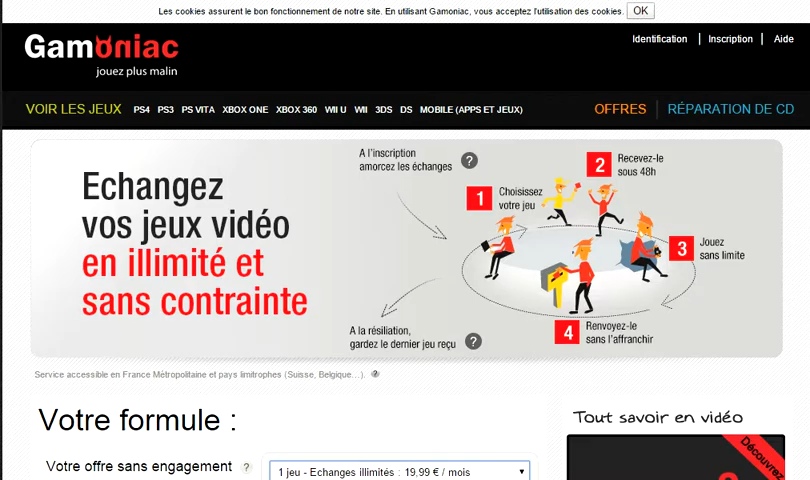 Les cookies assurent le bon fonctionnement de notre site. En utilisant Gamoniac, vous acceptez l'utilisation des cookies. OK
Gamoniac
jouez plus malin
Identification | Inscription | Aide
VOIR LES JEUX PS4 PS3 PS VITA XBOX ONE XBOX 360 WII U WII 3DS DS MOBILE (APPS ET JEUX) OFFRES | RÉPARATION DE CD
Echangez
vos jeux vidéo
en illimité et
sans contrainte
A l'inscription
amorcez les échanges ?
1 Choisissez
votre jeu
2 Recevez-le
sous 48h
3 Jouez
sans limite
4 Renvoyez-le
sans l'affranchir
A la résiliation,
gardez le dernier jeu reçu ?
Service accessible en France Métropolitaine et pays limitrophes (Suisse, Belgique...). ?
Votre formule :
Votre offre sans engagement ? 1 jeu - Echanges illimités : 19,99 € / mois
Tout savoir en vidéo
Découvrez